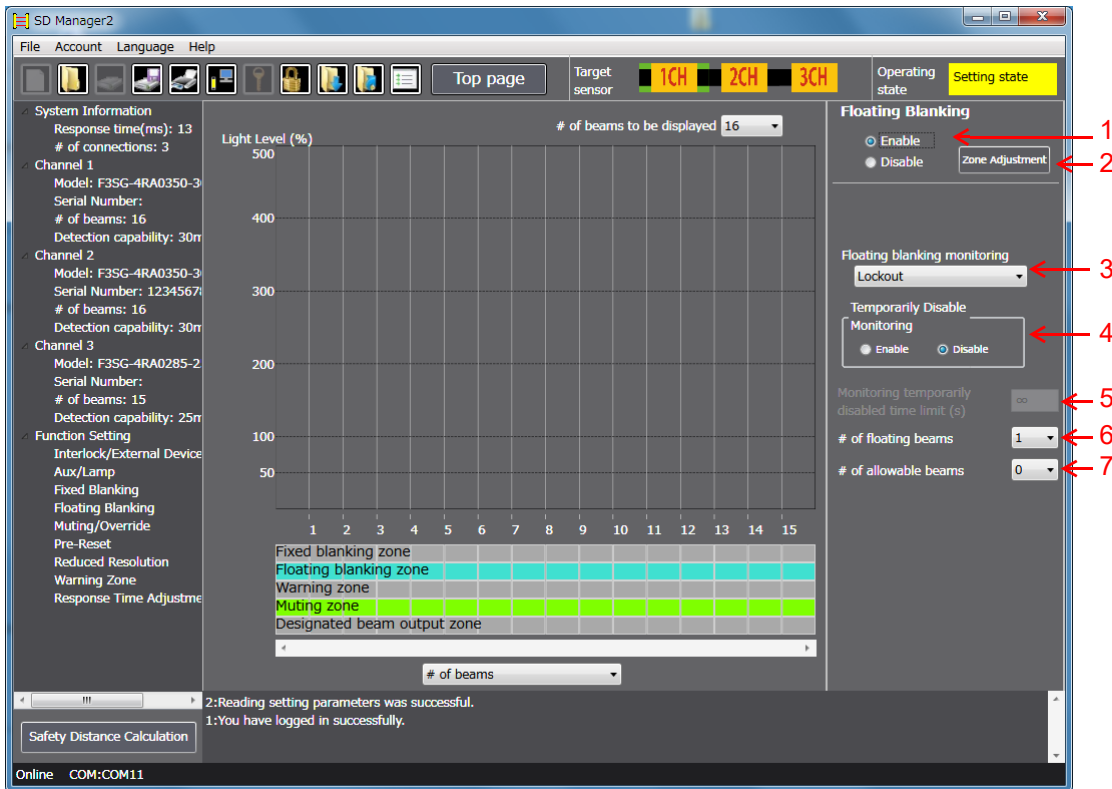 SD Manager2
File Account Language Help
Top page
Target sensor
1CH 2CH 3CH
Operating state
Setting state
System Information
Response time(ms): 13
# of connections: 3
Channel 1
Model: F3SG-4RA0350-3
Serial Number:
# of beams: 16
Detection capability: 30m
Channel 2
Model: F3SG-4RA0350-3
Serial Number: 12345678
# of beams: 16
Detection capability: 30m
Channel 3
Model: F3SG-4RA0285-2
Serial Number:
# of beams: 15
Detection capability: 25m
Function Setting
Interlock/External Device
Aux/Lamp
Fixed Blanking
Floating Blanking
Muting/Override
Pre-Reset
Reduced Resolution
Warning Zone
Response Time Adjustme
Safety Distance Calculation
# of beams to be displayed 16
Light Level (%)
500
400
300
200
100
50
1 2 3 4 5 6 7 8 9 10 11 12 13 14 15
Fixed blanking zone
Floating blanking zone
Warning zone
Muting zone
Designated beam output zone
# of beams
Floating Blanking
Enable
1
Disable
Zone Adjustment
2
Floating blanking monitoring
Lockout
3
Temporarily Disable
Monitoring
Enable Disable
4
Monitoring temporarily
disabled time limit (s)
∞
5
# of floating beams 1
6
# of allowable beams 0
7
2:Reading setting parameters was successful.
1:You have logged in successfully.
Online COM:COM11